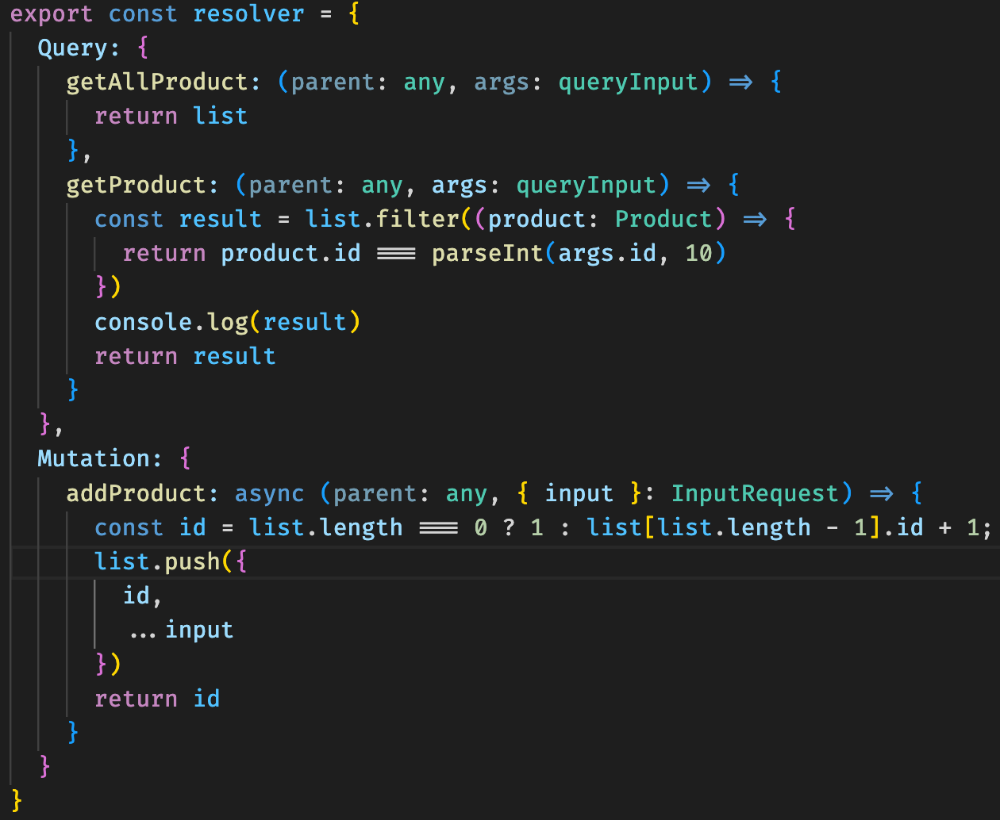 export const resolver = {
  Query: {
    getAllProduct: (parent: any, args: queryInput) => {
      return list
    },
    getProduct: (parent: any, args: queryInput) => {
      const result = list.filter((product: Product) => {
        return product.id === parseInt(args.id, 10)
      })
      console.log(result)
      return result
    }
  },
  Mutation: {
    addProduct: async (parent: any, { input }: InputRequest) => {
      const id = list.length === 0 ? 1 : list[list.length - 1].id + 1;
      list.push({
        id,
        ...input
      })
      return id
    }
  }
}